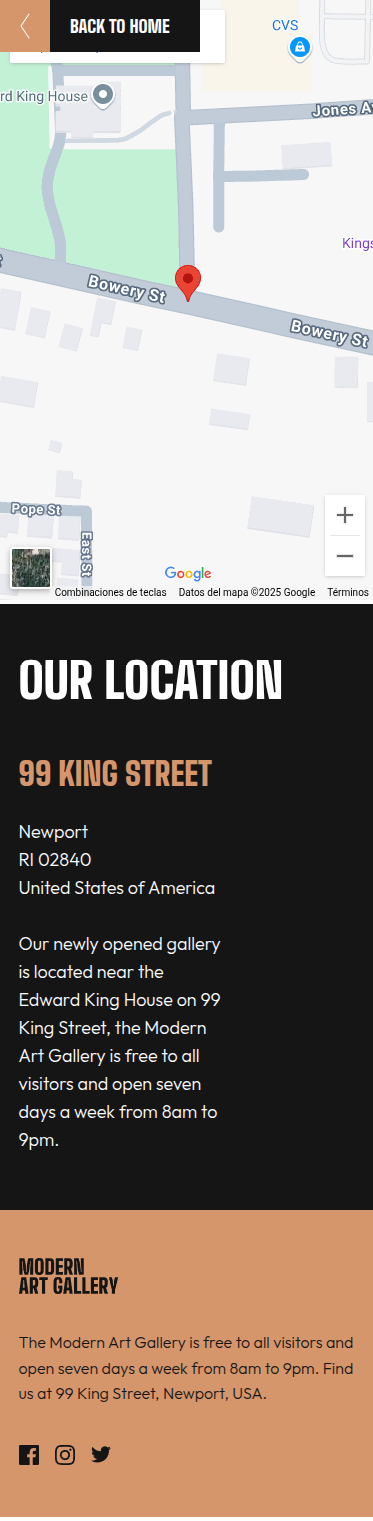 BACK TO HOME
CVS
rd King House
Jones A
Kings
Bowery St
Bowery St
Pope St
East St
Google
Combinaciones de teclas
Datos del mapa ©2025 Google
Términos
OUR LOCATION
99 KING STREET
Newport
RI 02840
United States of America
Our newly opened gallery
is located near the
Edward King House on 99
King Street, the Modern
Art Gallery is free to all
visitors and open seven
days a week from 8am to
9pm.
MODERN
ART GALLERY
The Modern Art Gallery is free to all visitors and
open seven days a week from 8am to 9pm. Find
us at 99 King Street, Newport, USA.